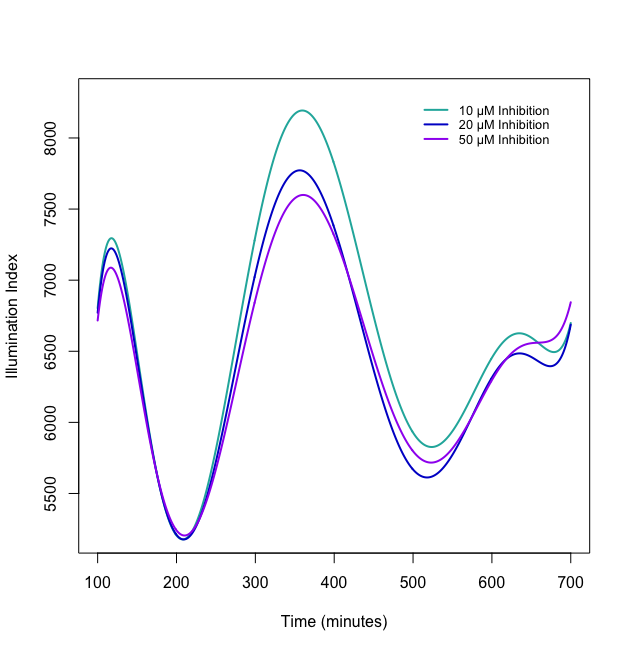 10 µM Inhibition
20 µM Inhibition
50 µM Inhibition
Illumination Index
8000
7500
7000
6500
6000
5500
100 200 300 400 500 600 700
Time (minutes)